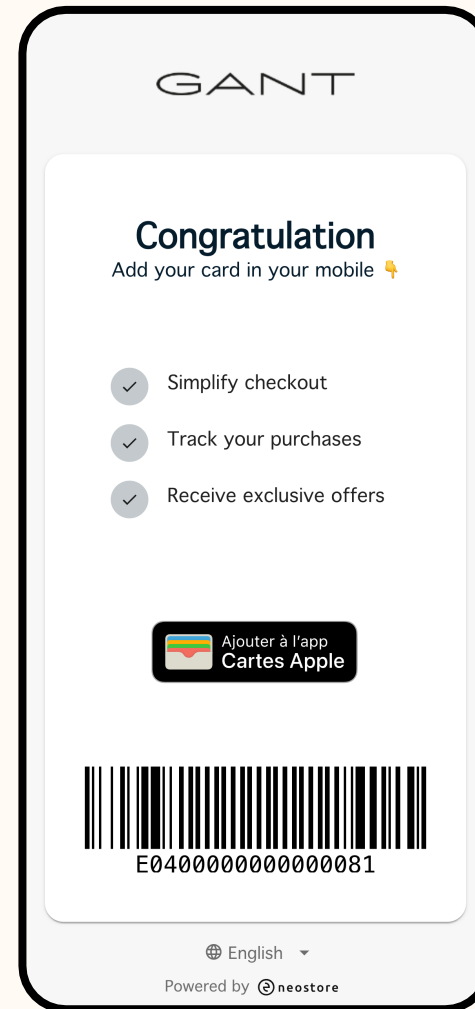 GANT
Congratulation
Add your card in your mobile 👇
Simplify checkout
Track your purchases
Receive exclusive offers
Ajouter à l'app
Cartes Apple
E0400000000000081
English
Powered by neostore